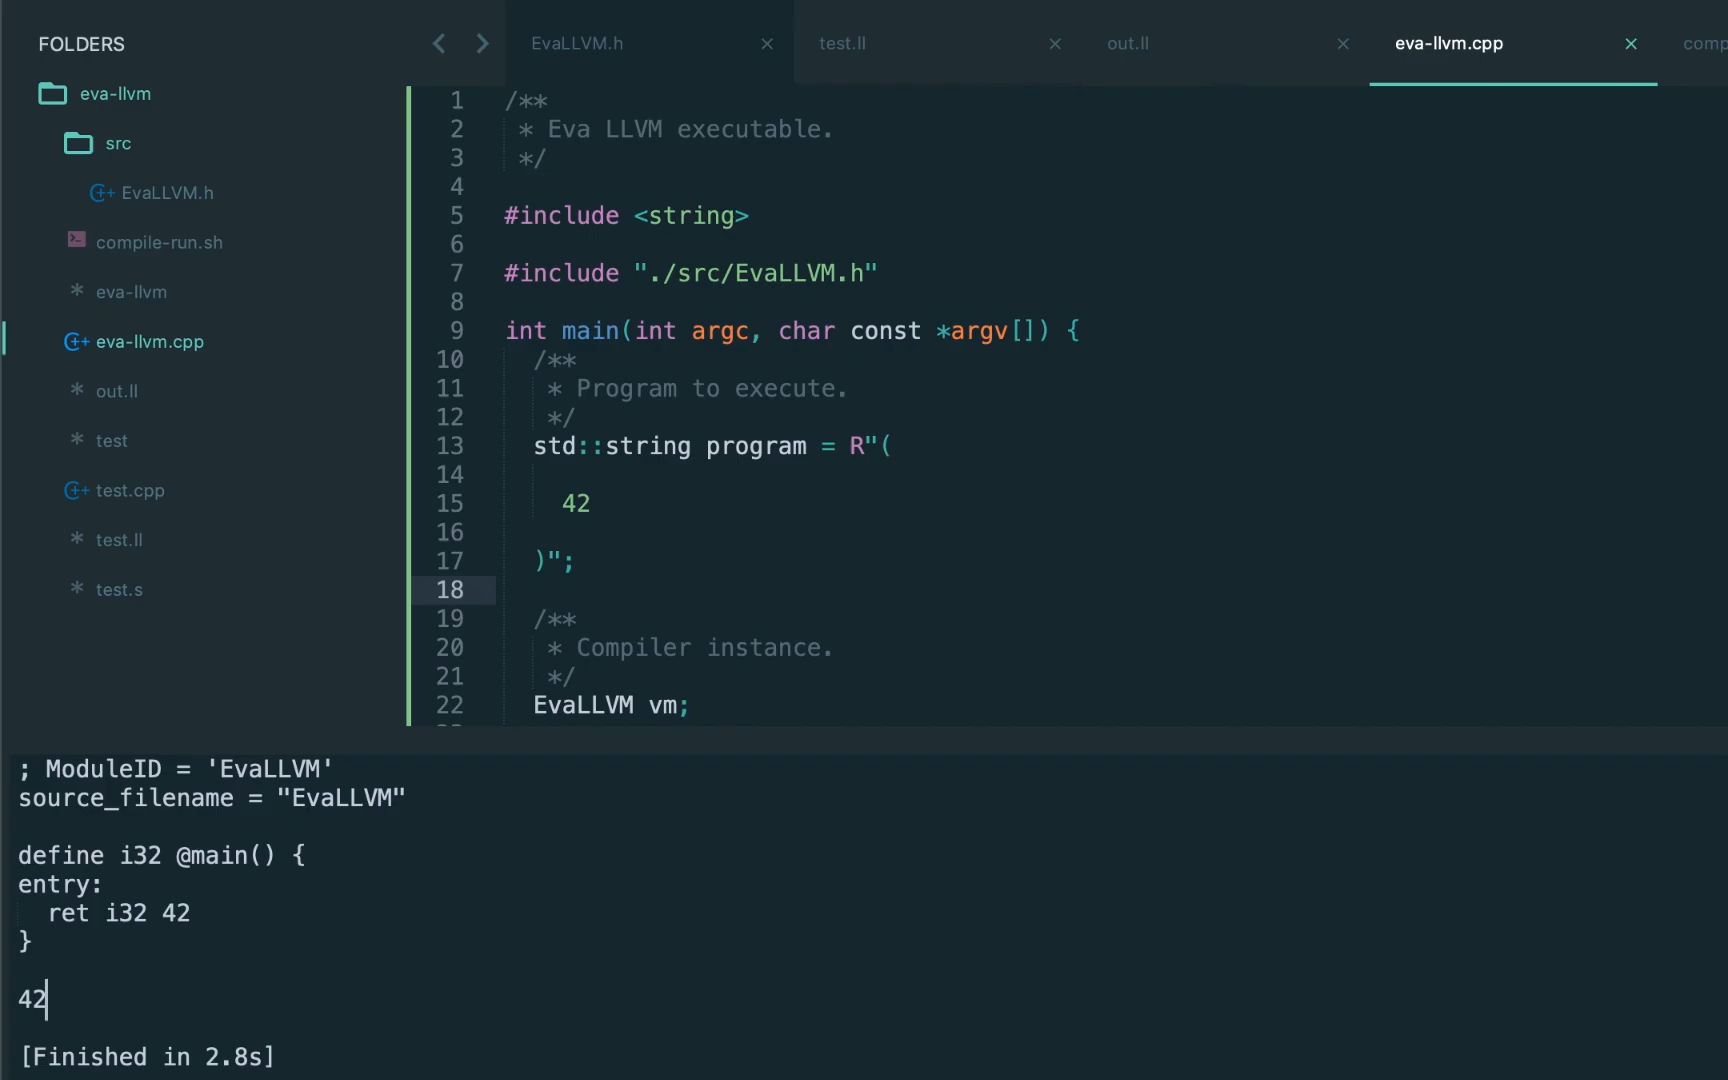 FOLDERS
eva-llvm
src
EvaLLVM.h
compile-run.sh
eva-llvm
eva-llvm.cpp
out.ll
test
test.cpp
test.ll
test.s
EvaLLVM.h
test.ll
out.ll
eva-llvm.cpp
comp
1 /**
2 * Eva LLVM executable.
3 */
4
5 #include <string>
6
7 #include "./src/EvaLLVM.h"
8
9 int main(int argc, char const *argv[]) {
10 /**
11 * Program to execute.
12 */
13 std::string program = R"(
14
15 42
16
17 )";
18
19 /**
20 * Compiler instance.
21 */
22 EvaLLVM vm;
; ModuleID = 'EvaLLVM'
source_filename = "EvaLLVM"
define i32 @main() {
entry:
ret i32 42
}
42
[Finished in 2.8s]